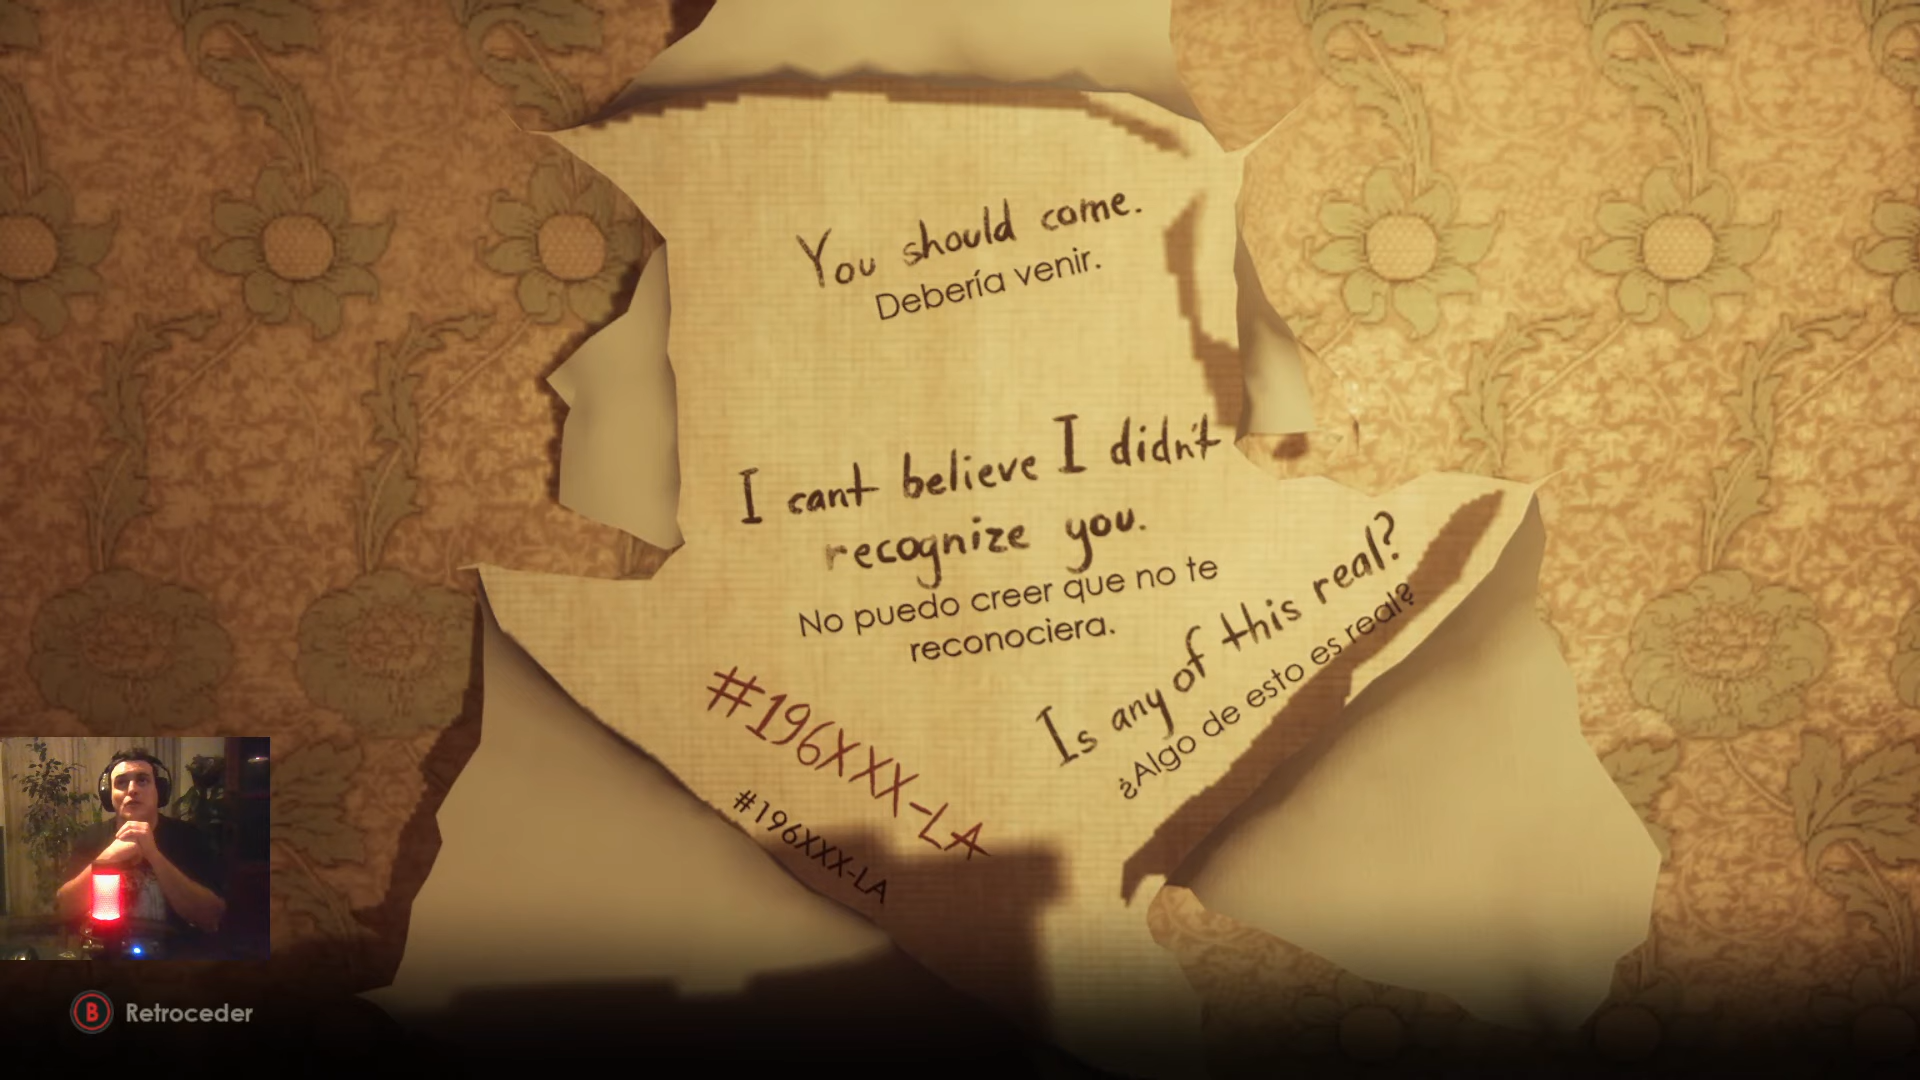 You should come.
Debería venir.
I cant believe I didn't
recognize you.
No puedo creer que no te
reconociera.
Is any of this real?
¿Algo de esto es real?
#196XXX-LA
#196XXX-LA
B Retroceder